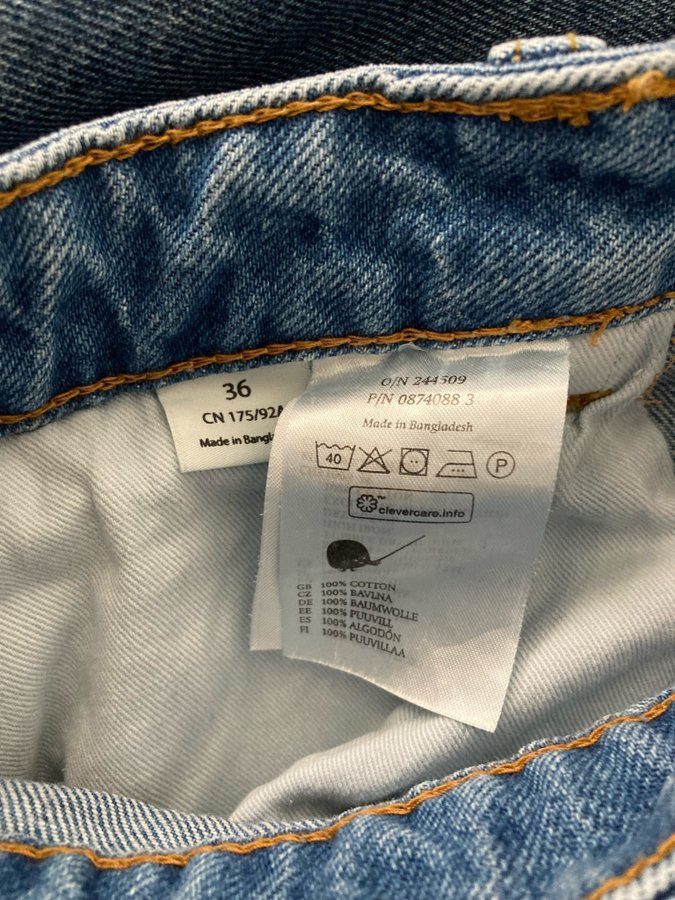 36
CN 175/92A
Made in Bangl
O/N 244509
P/N 0874088 3
Made in Bangladesh
40
P
clevercare.info
GB 100% COTTON
CZ 100% BAVLNA
DE 100% BAUMWOLLE
EE 100% PUUVILL
ES 100% ALGODÓN
FI 100% PUUVILLAA